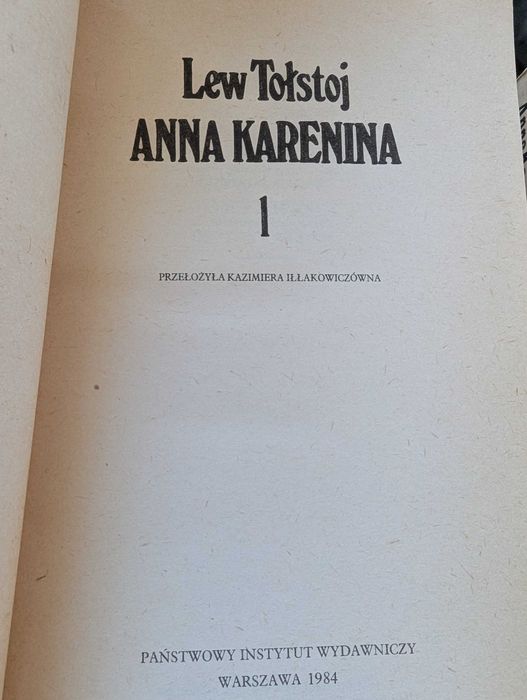 Lew Tołstoj
ANNA KARENINA
1
PRZEŁOŻYŁA KAZIMIERA IŁŁAKOWICZÓWNA
PAŃSTWOWY INSTYTUT WYDAWNICZY
WARSZAWA 1984